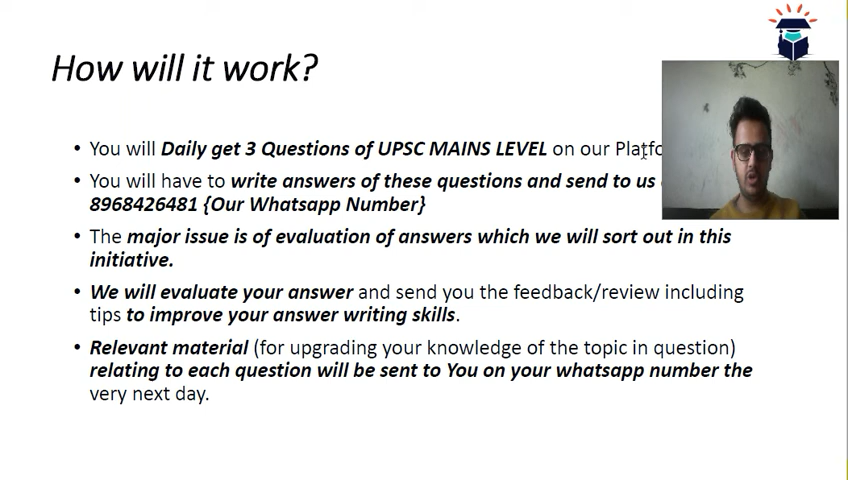 How will it work?
• You will Daily get 3 Questions of UPSC MAINS LEVEL on our
• You will have to write answers of these questions and send to us
8968426481 {Our Whatsapp Number}
• The major issue is of evaluation of answers which we will sort out in this
initiative.
• We will evaluate your answer and send you the feedback/review including
tips to improve your answer writing skills.
• Relevant material (for upgrading your knowledge of the topic in question)
relating to each question will be sent to You on your whatsapp number the
very next day.